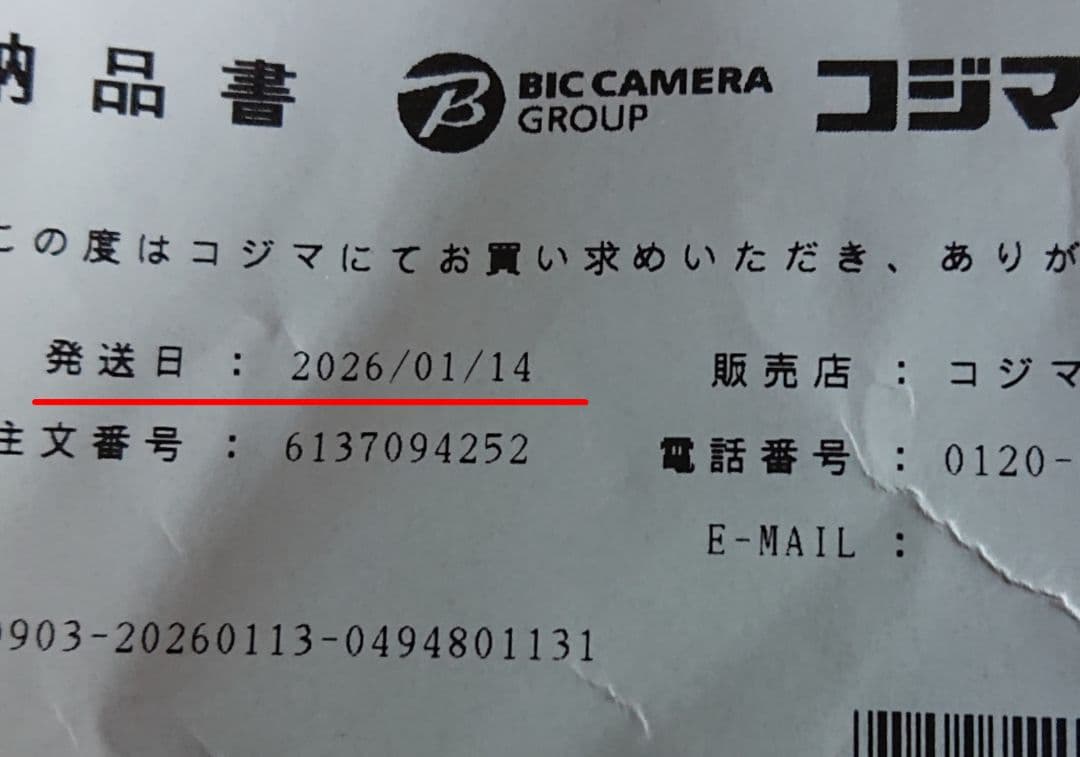 納品書
BIC CAMERA
GROUP
コジマ
この度はコジマにてお買い求めいただき、ありが
発送日 : 2026/01/14
販売店 : コジマ
注文番号 : 6137094252
電話番号 : 0120-
E-MAIL :
903-20260113-0494801131